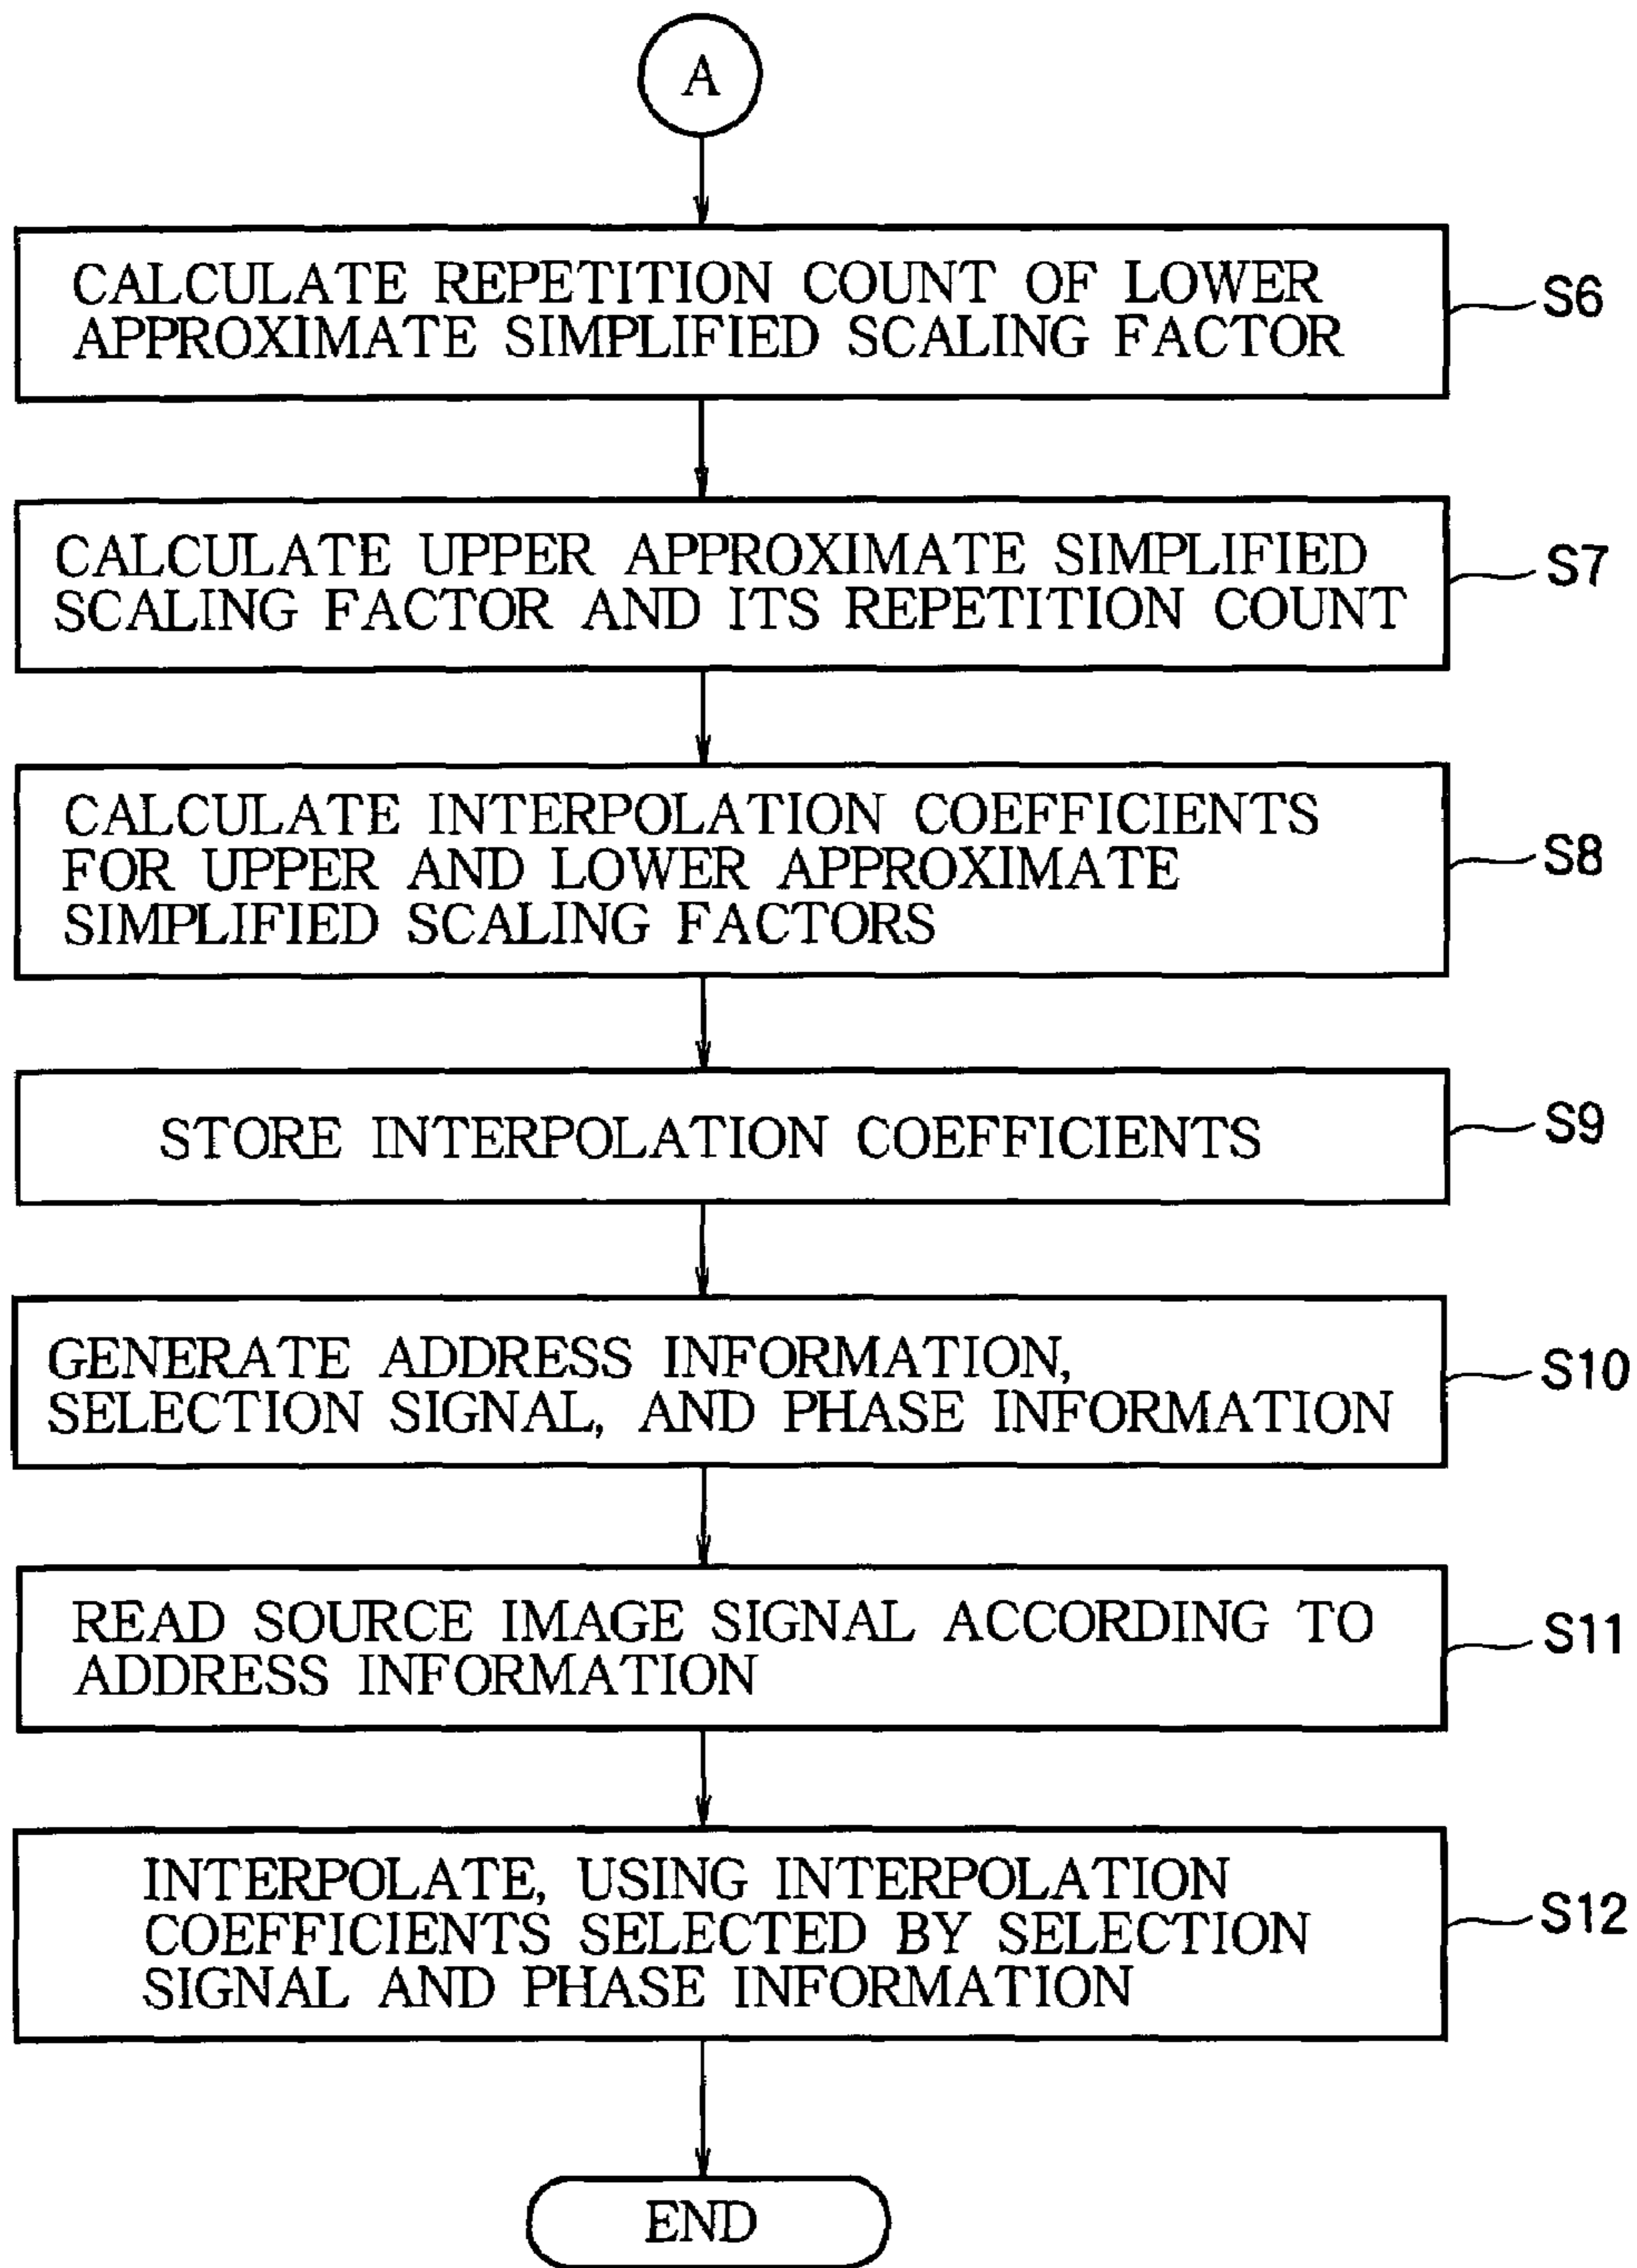 A
CALCULATE REPETITION COUNT OF LOWER
APPROXIMATE SIMPLIFIED SCALING FACTOR
S6
CALCULATE UPPER APPROXIMATE SIMPLIFIED
SCALING FACTOR AND ITS REPETITION COUNT
S7
CALCULATE INTERPOLATION COEFFICIENTS
FOR UPPER AND LOWER APPROXIMATE
SIMPLIFIED SCALING FACTORS
S8
STORE INTERPOLATION COEFFICIENTS
S9
GENERATE ADDRESS INFORMATION,
SELECTION SIGNAL, AND PHASE INFORMATION
S10
READ SOURCE IMAGE SIGNAL ACCORDING TO
ADDRESS INFORMATION
S11
INTERPOLATE, USING INTERPOLATION
COEFFICIENTS SELECTED BY SELECTION
SIGNAL AND PHASE INFORMATION
S12
END